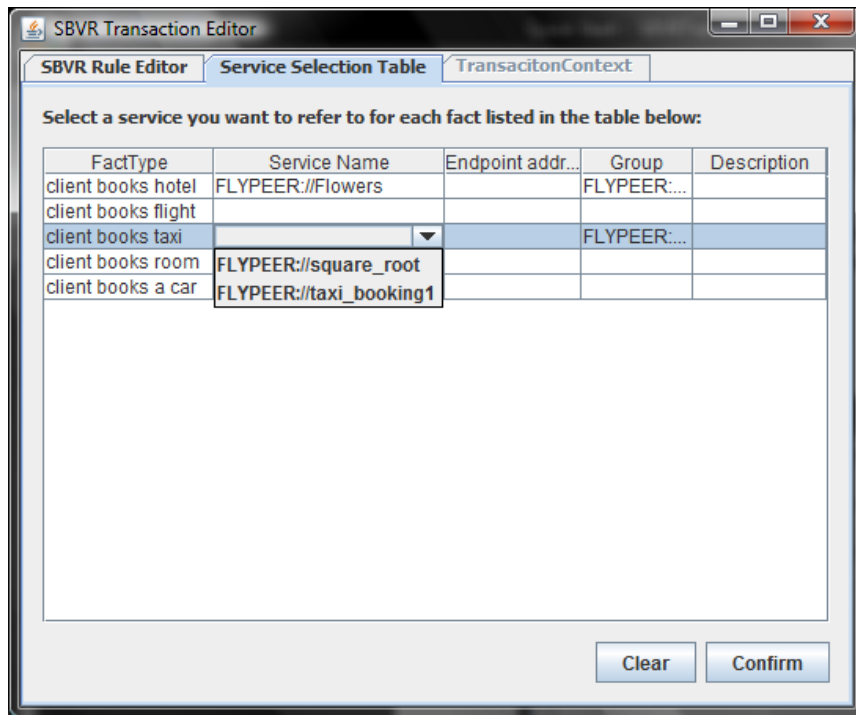 SBVR Transaction Editor
SBVR Rule Editor Service Selection Table TransacitonContext
Select a service you want to refer to for each fact listed in the table below:
FactType Service Name Endpoint addr... Group Description
client books hotel FLYPEER://Flowers FLYPEER:...
client books flight
client books taxi FLYPEER:...
client books room FLYPEER://square_root
client books a car FLYPEER://taxi_booking1
Clear Confirm